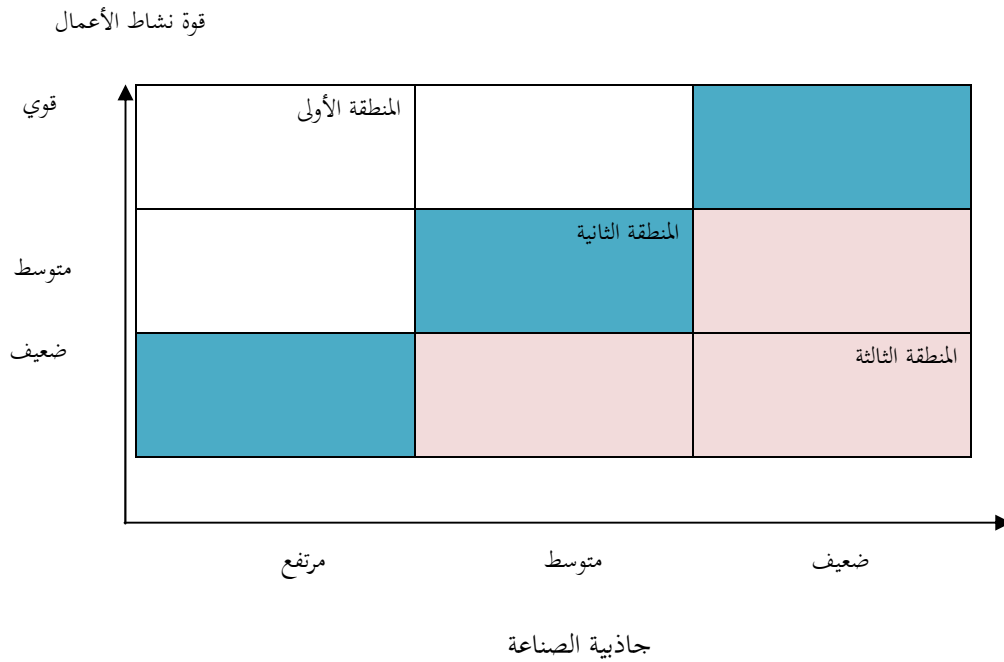 قوة نشاط الأعمال
قوي
المنطقة الأولى
متوسط
المنطقة الثانية
ضعيف
المنطقة الثالثة
مرتفع
متوسط
ضعيف
جاذبية الصناعة